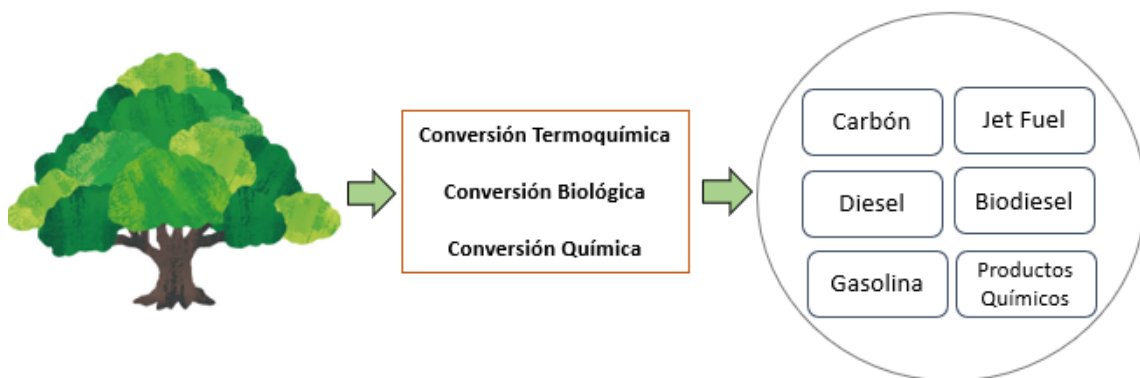 Conversión Termoquímica
Conversión Biológica
Conversión Química
Carbón
Jet Fuel
Diesel
Biodiesel
Gasolina
Productos
Químicos